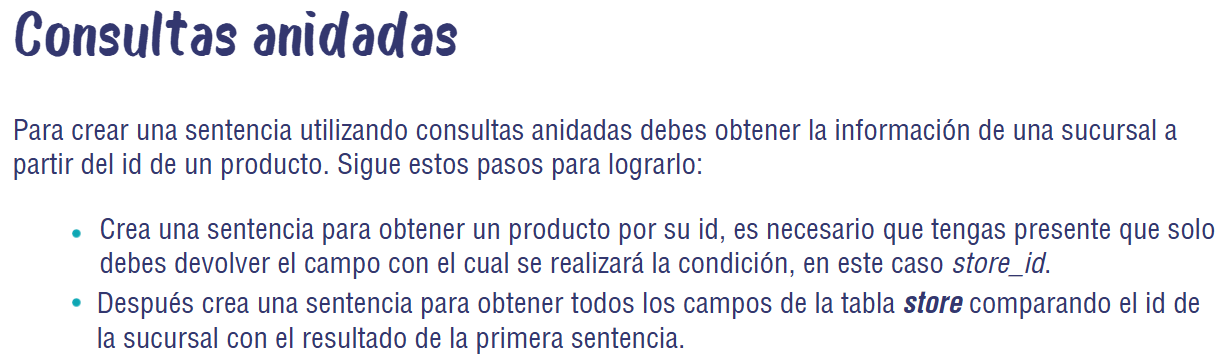 Consultas anidadas
Para crear una sentencia utilizando consultas anidadas debes obtener la información de una sucursal a
partir del id de un producto. Sigue estos pasos para lograrlo:
• Crea una sentencia para obtener un producto por su id, es necesario que tengas presente que solo
debes devolver el campo con el cual se realizará la condición, en este caso store_id.
• Después crea una sentencia para obtener todos los campos de la tabla store comparando el id de
la sucursal con el resultado de la primera sentencia.